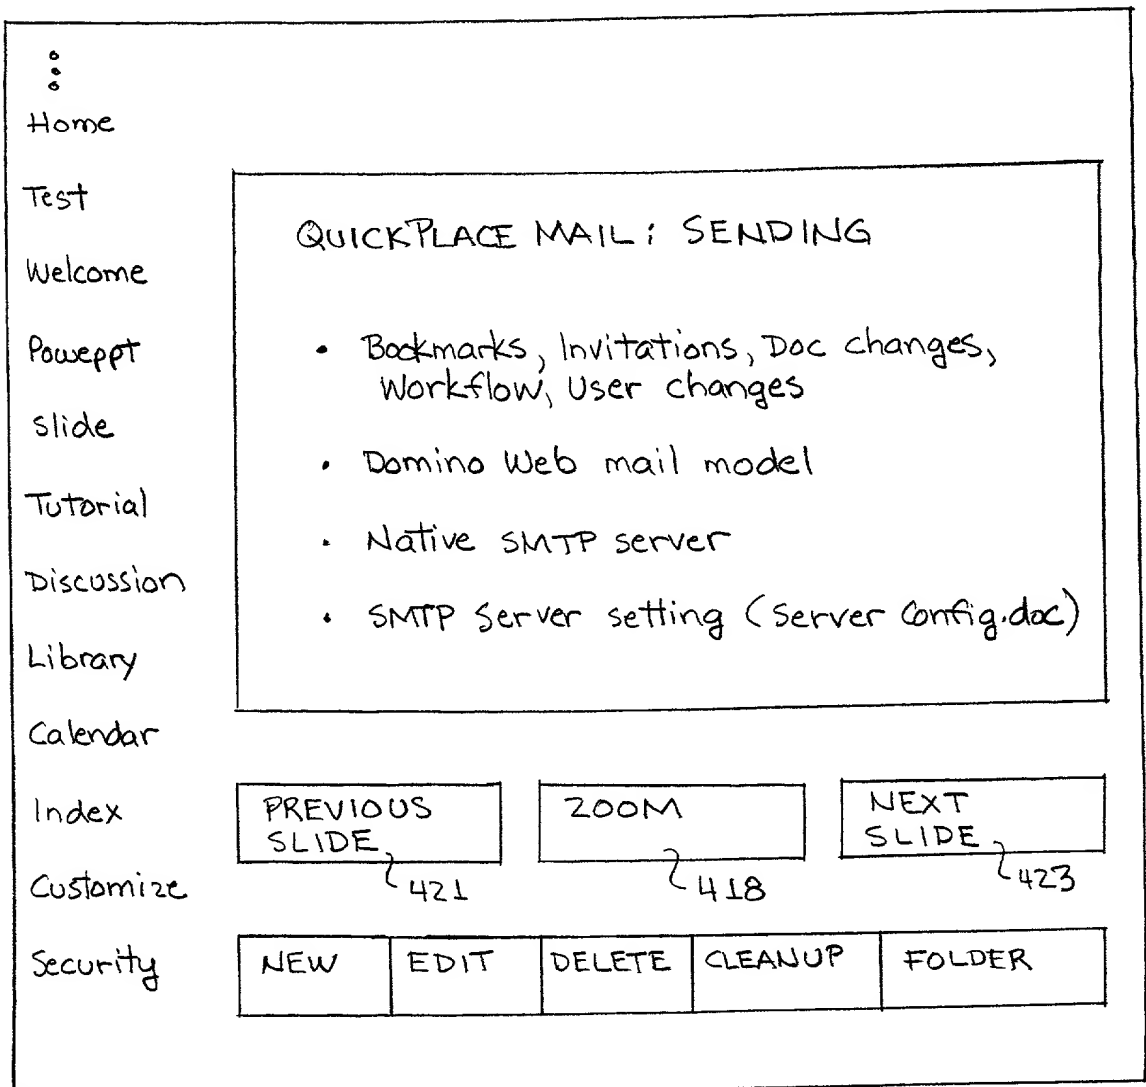 Home
Test
Welcome
Poweppt
Slide
Tutorial
Discussion
Library
Calendar
Index
Customize
Security
QUICKPLACE MAIL: SENDING
• Bookmarks, Invitations, Doc changes,
Workflow, User changes
• Domino Web mail model
• Native SMTP server
• SMTP Server setting (Server Config.doc)
PREVIOUS
SLIDE
421
ZOOM
418
NEXT
SLIDE
423
NEW
EDIT
DELETE
CLEANUP
FOLDER